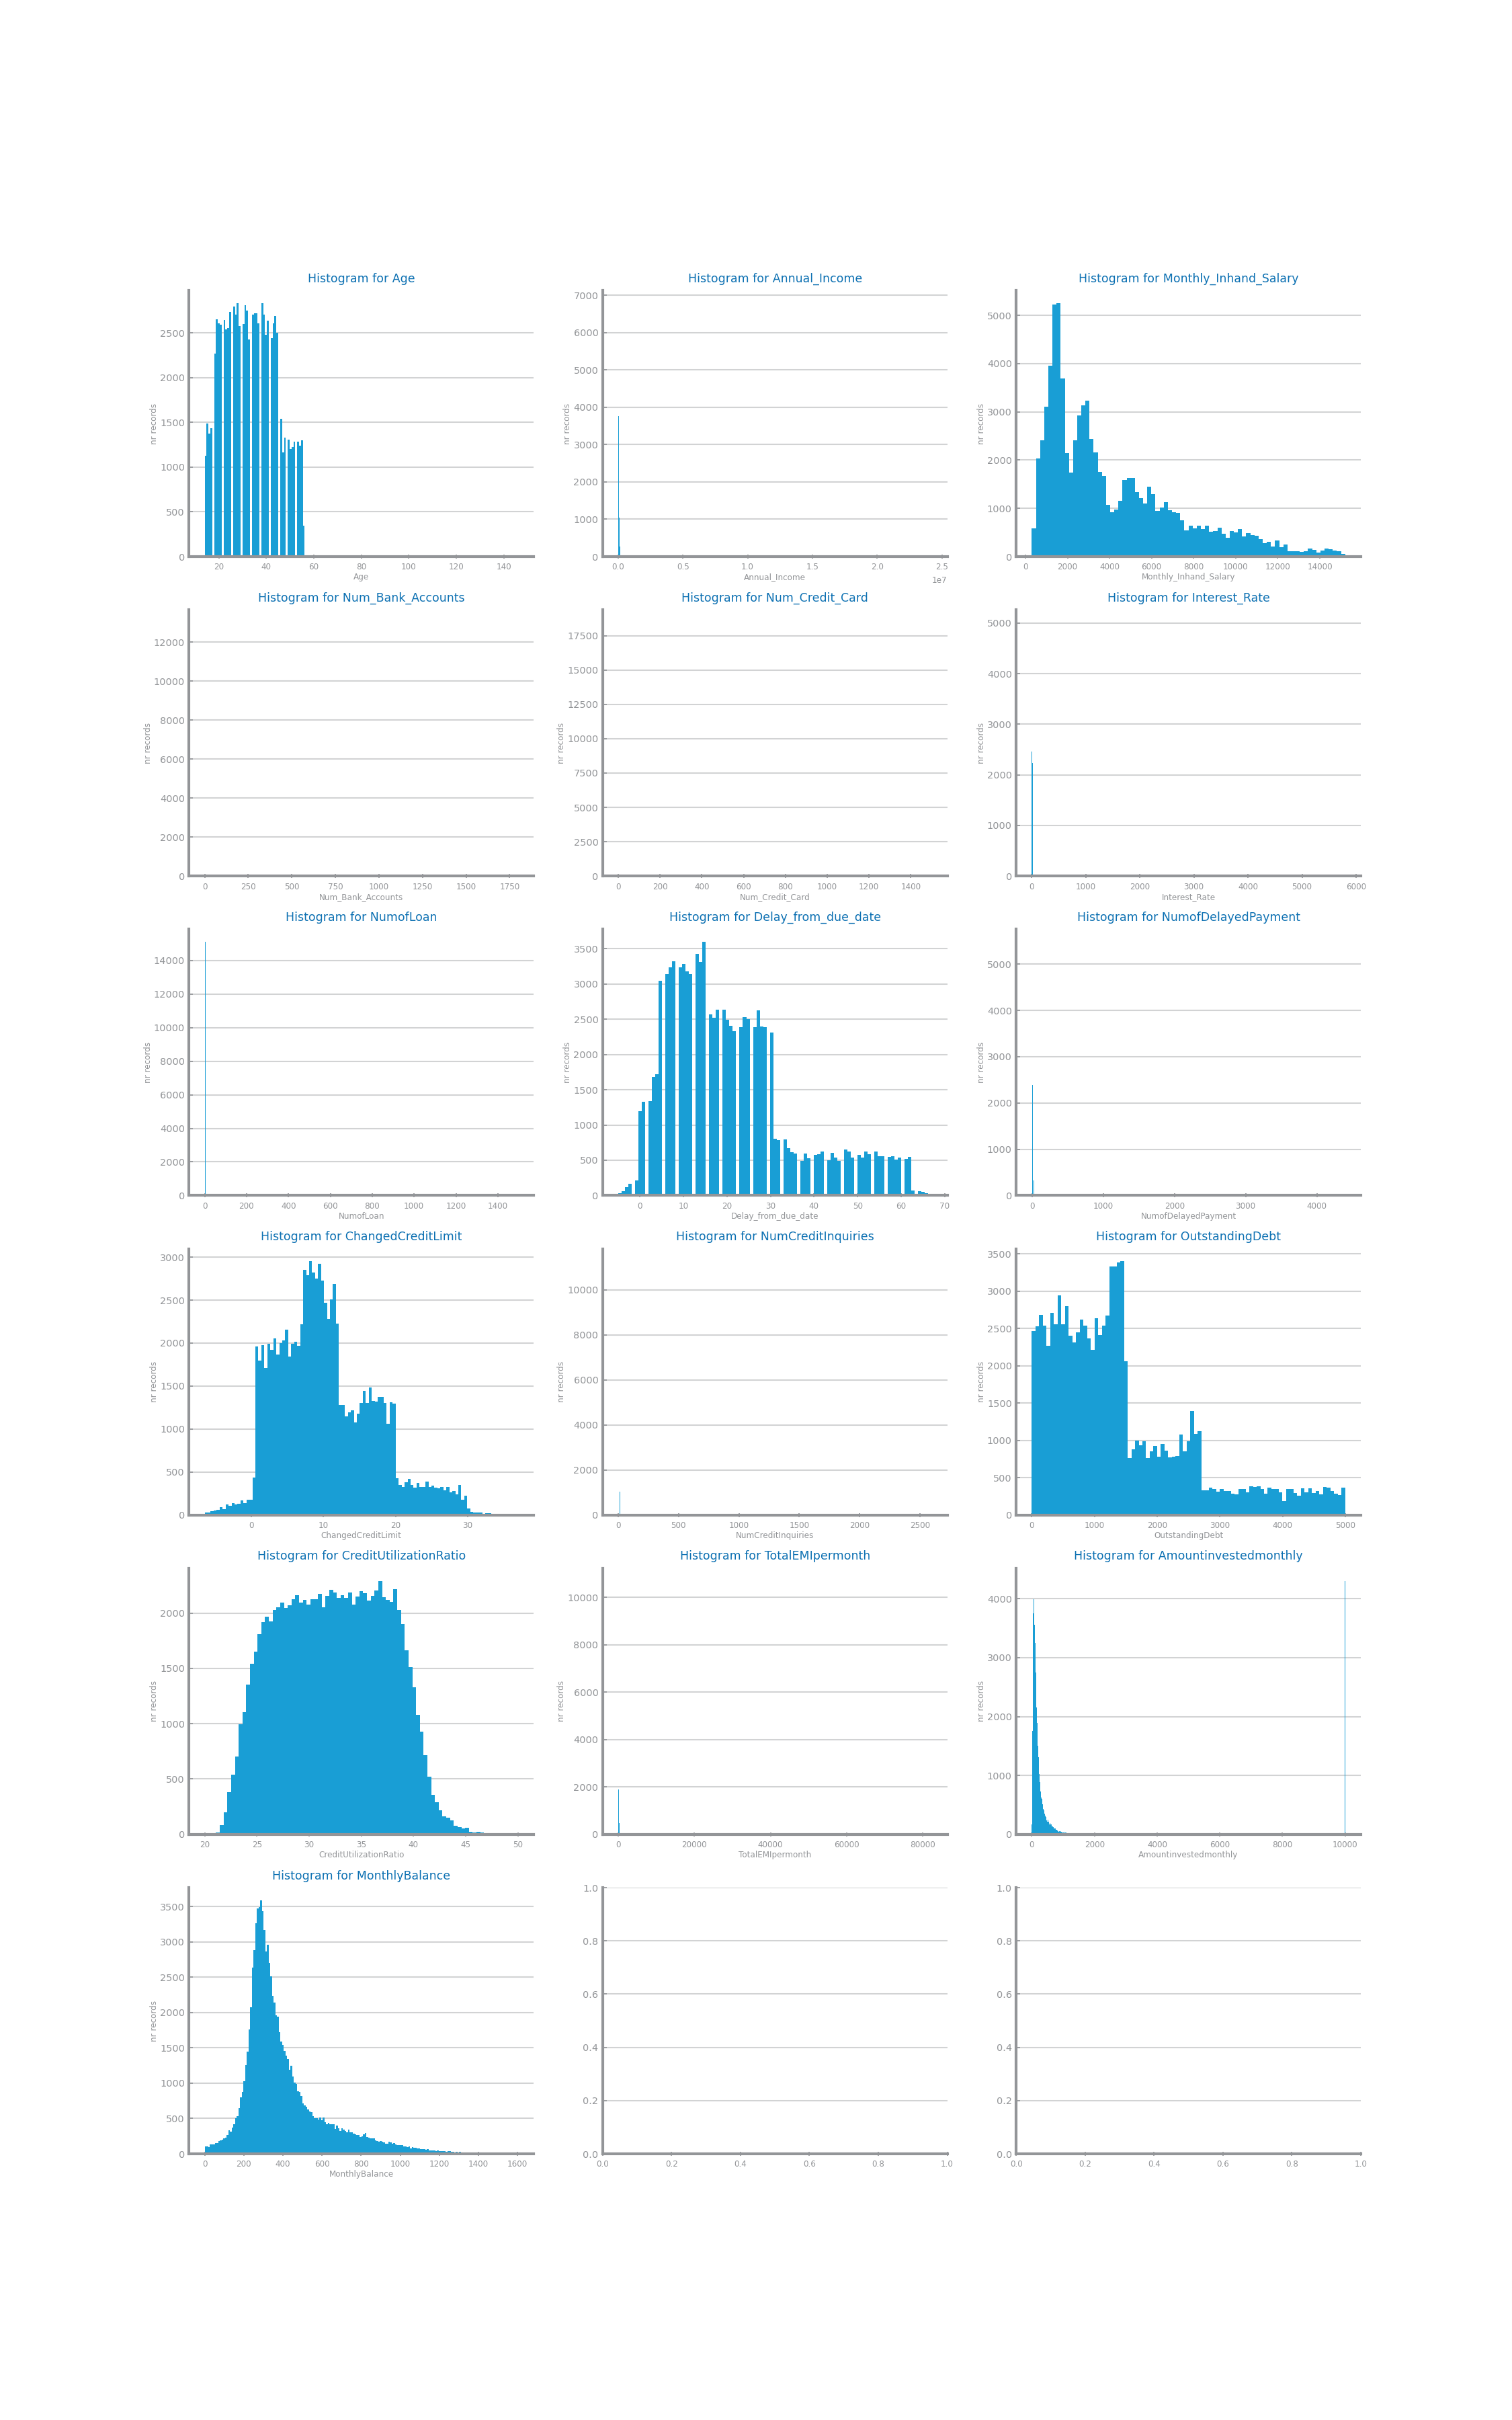 Histogram for Age
Histogram for Annual_Income
Histogram for Monthly_Inhand_Salary
nr records
2500
2000
1500
1000
500
0
20 40 60 80 100 120 140
Age
nr records
7000
6000
5000
4000
3000
2000
1000
0
0.0 0.5 1.0 1.5 2.0 2.5
1e7
Annual_Income
nr records
5000
4000
3000
2000
1000
0
0 2000 4000 6000 8000 10000 12000 14000
Monthly_Inhand_Salary
Histogram for Num_Bank_Accounts
Histogram for Num_Credit_Card
Histogram for Interest_Rate
nr records
12000
10000
8000
6000
4000
2000
0
0 250 500 750 1000 1250 1500 1750
Num_Bank_Accounts
nr records
17500
15000
12500
10000
7500
5000
2500
0
0 200 400 600 800 1000 1200 1400
Num_Credit_Card
nr records
5000
4000
3000
2000
1000
0
0 1000 2000 3000 4000 5000 6000
Interest_Rate
Histogram for NumofLoan
Histogram for Delay_from_due_date
Histogram for NumofDelayedPayment
nr records
14000
12000
10000
8000
6000
4000
2000
0
0 200 400 600 800 1000 1200 1400
NumofLoan
nr records
3500
3000
2500
2000
1500
1000
500
0
0 10 20 30 40 50 60 70
Delay_from_due_date
nr records
5000
4000
3000
2000
1000
0
0 1000 2000 3000 4000
NumofDelayedPayment
Histogram for ChangedCreditLimit
Histogram for NumCreditInquiries
Histogram for OutstandingDebt
nr records
3000
2500
2000
1500
1000
500
0
0 10 20 30
ChangedCreditLimit
nr records
10000
8000
6000
4000
2000
0
0 500 1000 1500 2000 2500
NumCreditInquiries
nr records
3500
3000
2500
2000
1500
1000
500
0
0 1000 2000 3000 4000 5000
OutstandingDebt
Histogram for CreditUtilizationRatio
Histogram for TotalEMIpermonth
Histogram for Amountinvestedmonthly
nr records
2000
1500
1000
500
0
20 25 30 35 40 45 50
CreditUtilizationRatio
nr records
10000
8000
6000
4000
2000
0
0 20000 40000 60000 80000
TotalEMIpermonth
nr records
4000
3000
2000
1000
0
0 2000 4000 6000 8000 10000
Amountinvestedmonthly
Histogram for MonthlyBalance
nr records
3500
3000
2500
2000
1500
1000
500
0
0 200 400 600 800 1000 1200 1400 1600
MonthlyBalance
1.0
0.8
0.6
0.4
0.2
0.0
0.0 0.2 0.4 0.6 0.8 1.0
1.0
0.8
0.6
0.4
0.2
0.0
0.0 0.2 0.4 0.6 0.8 1.0